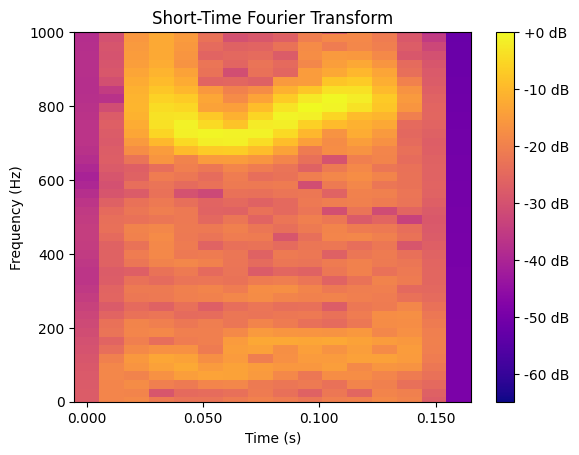 Short-Time Fourier Transform
Frequency (Hz)
1000
800
600
400
200
0
0.000
0.050
0.100
0.150
Time (s)
+0 dB
-10 dB
-20 dB
-30 dB
-40 dB
-50 dB
-60 dB